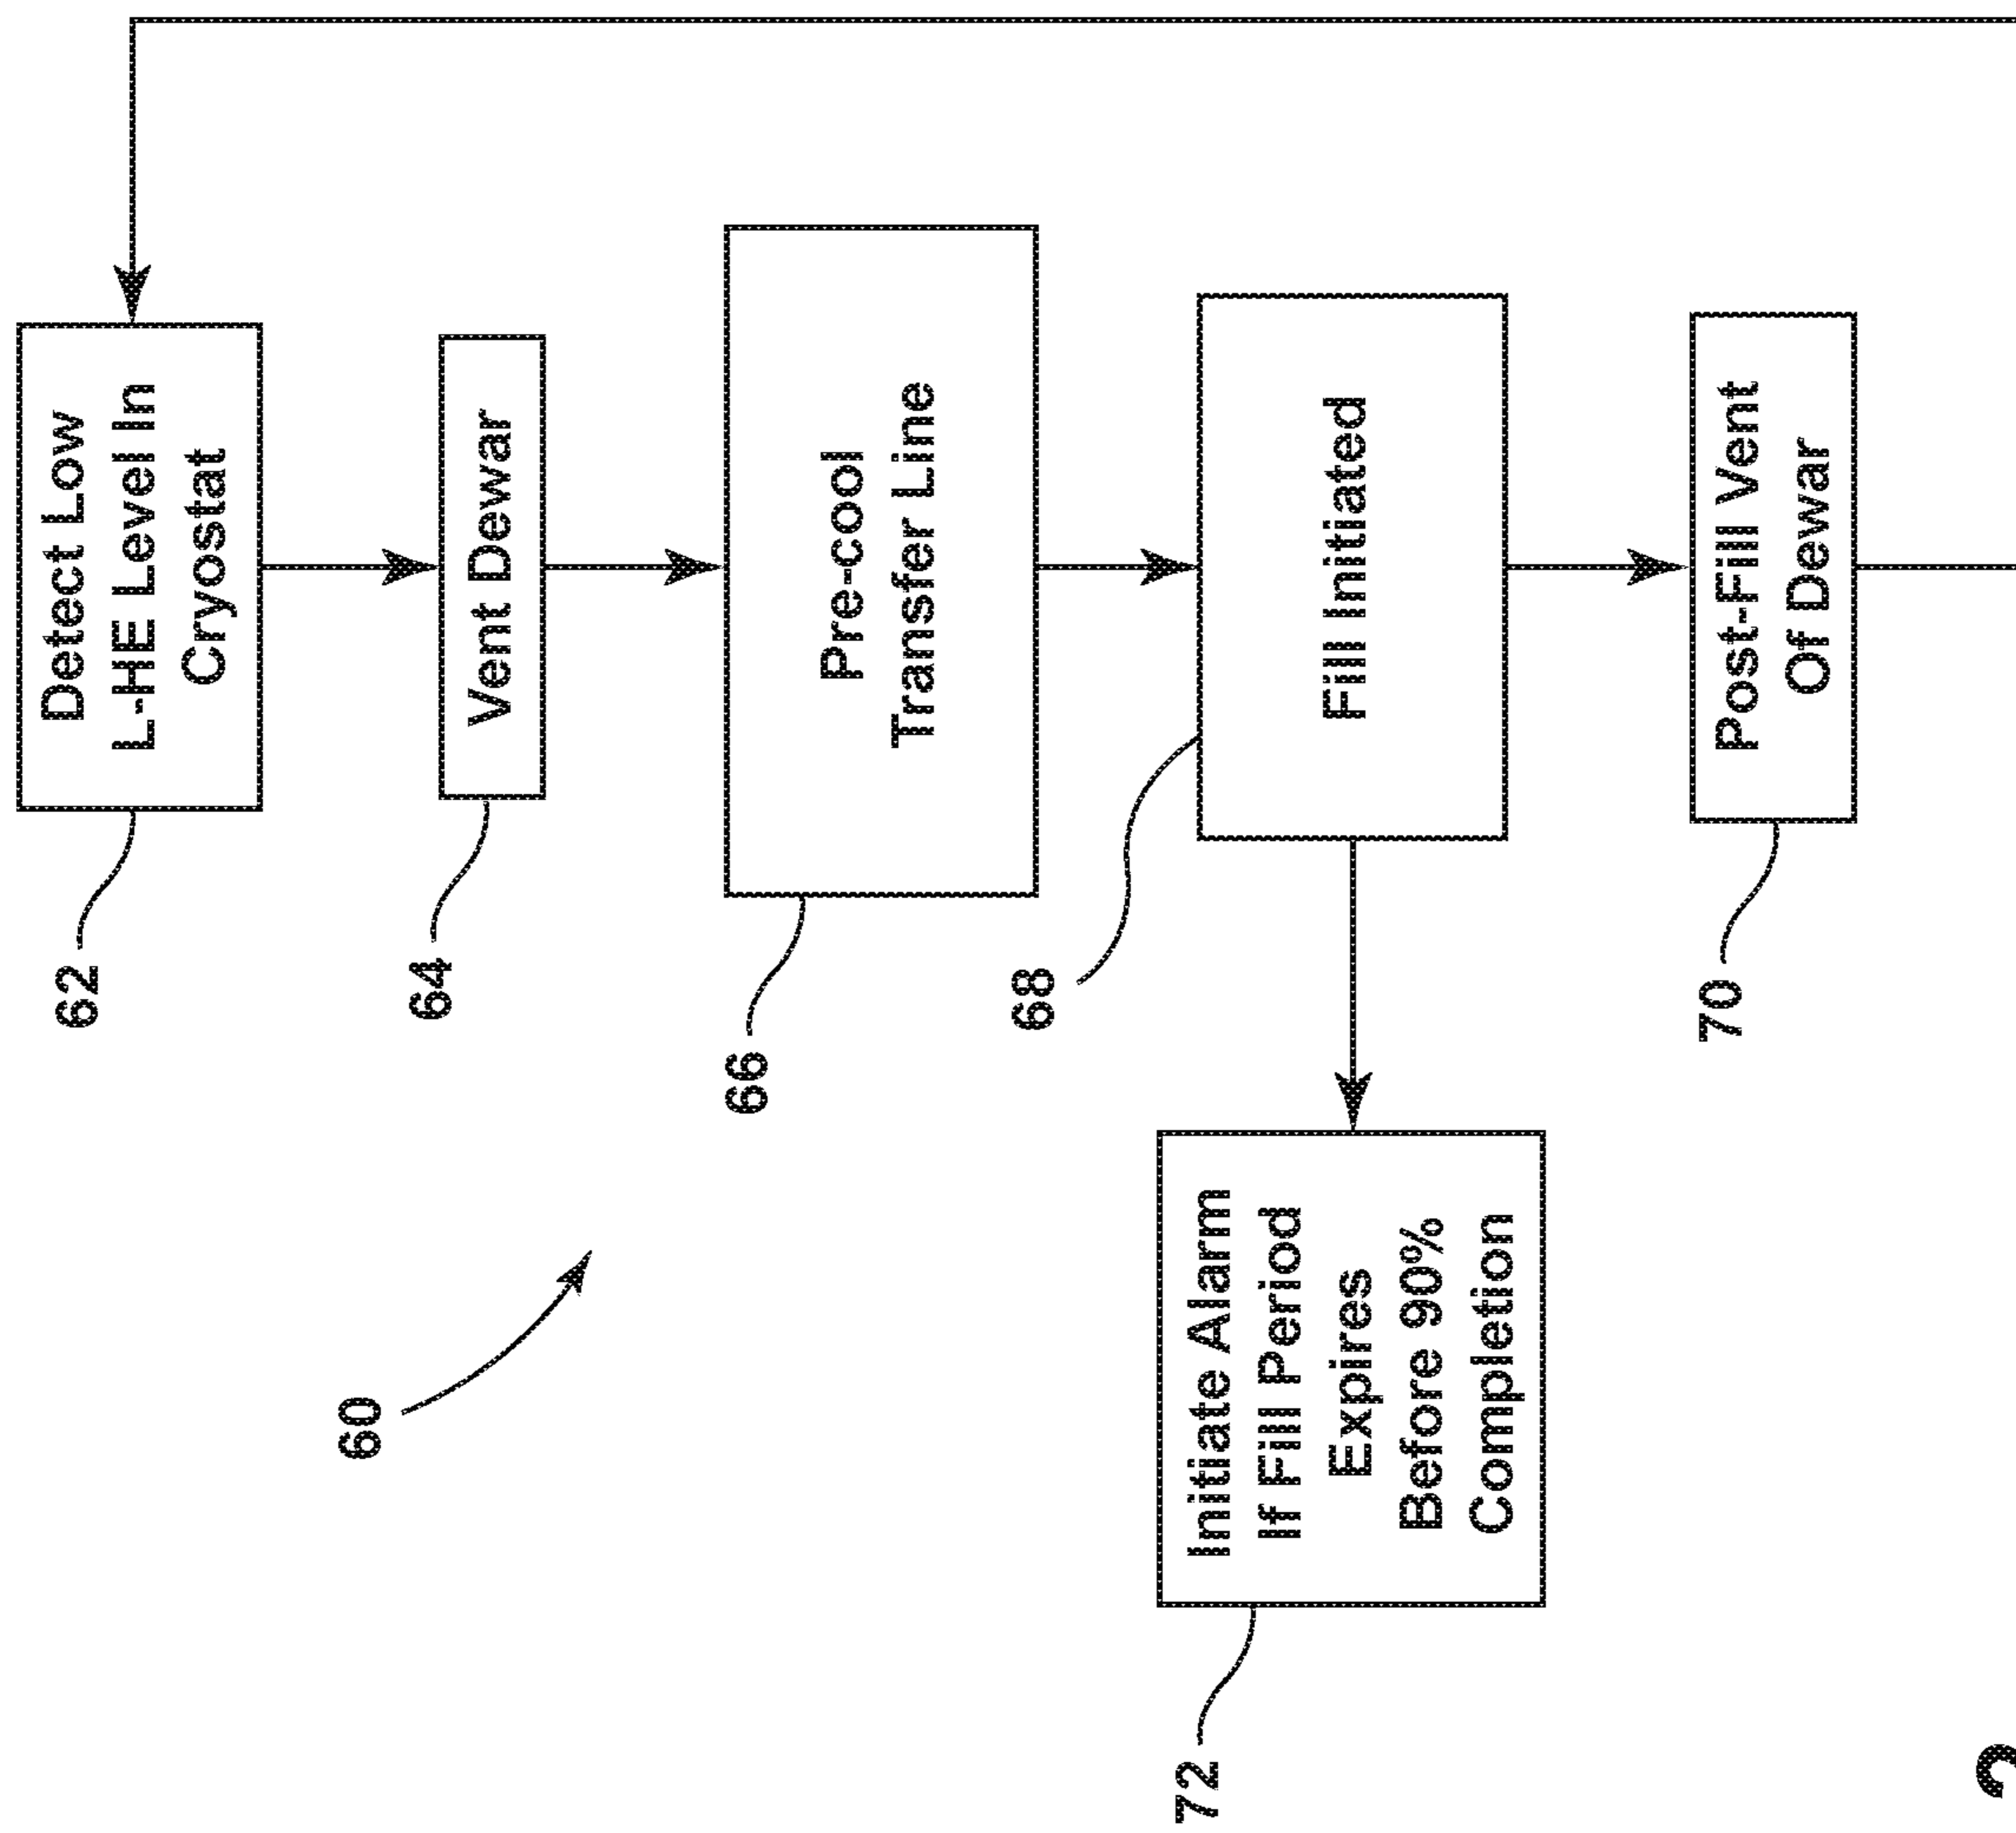 60
62
Detect Low
L-HE Level In
Cryostat
64
Vent Dewar
66
Pre-cool
Transfer Line
68
Fill Initiated
72
Initiate Alarm
If Fill Period
Expires
Before 90%
Completion
70
Post-Fill Vent
Of Dewar